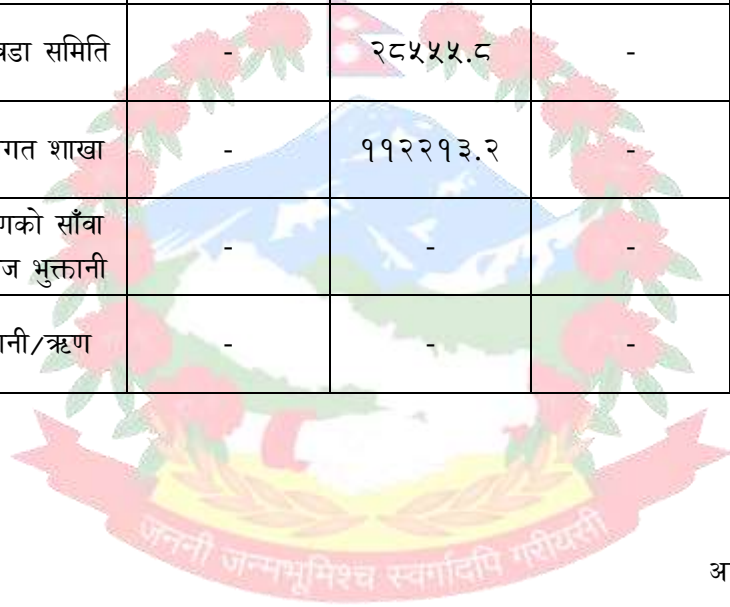 वडा समिति - २८५५५.८ -
गत शाखा - ११२२१३.२ -
णको साँवा
ज भुक्तानी - - -
नी/ऋण - - -
जननी जन्मभूमिश्च स्वर्गादपि गरीयसी
अ